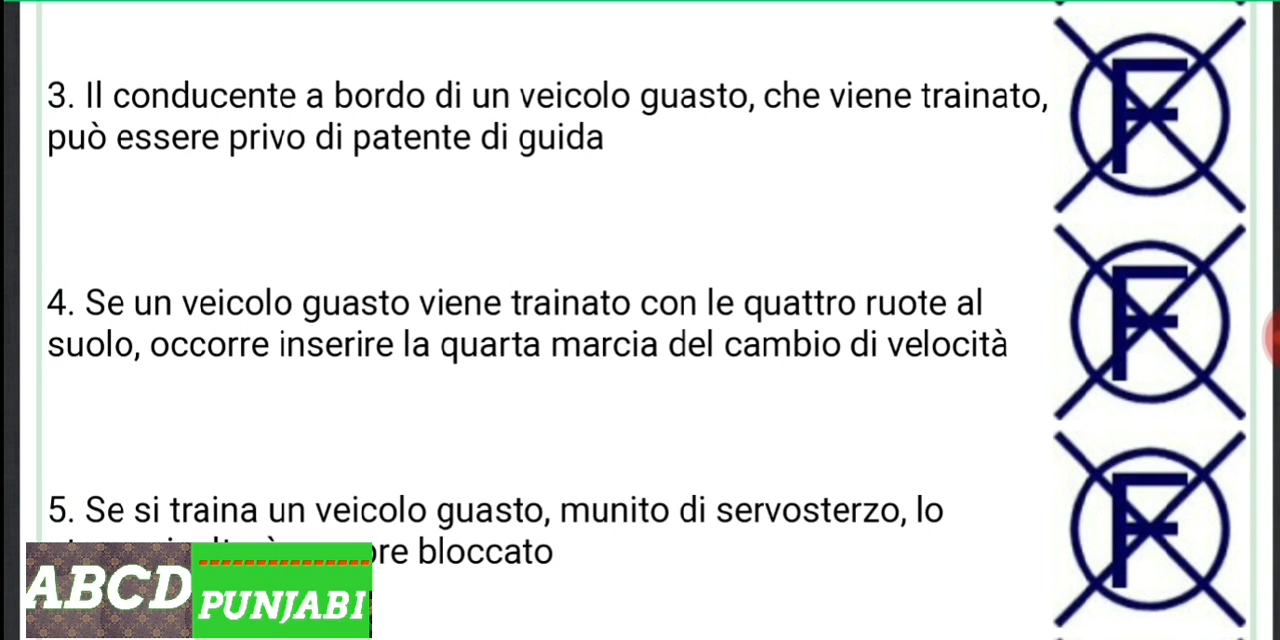 3. Il conducente a bordo di un veicolo guasto, che viene trainato,
può essere privo di patente di guida
F
4. Se un veicolo guasto viene trainato con le quattro ruote al
suolo, occorre inserire la quarta marcia del cambio di velocità
F
5. Se si traina un veicolo guasto, munito di servosterzo, lo
bloccato
F
ABCD
PUNJABI